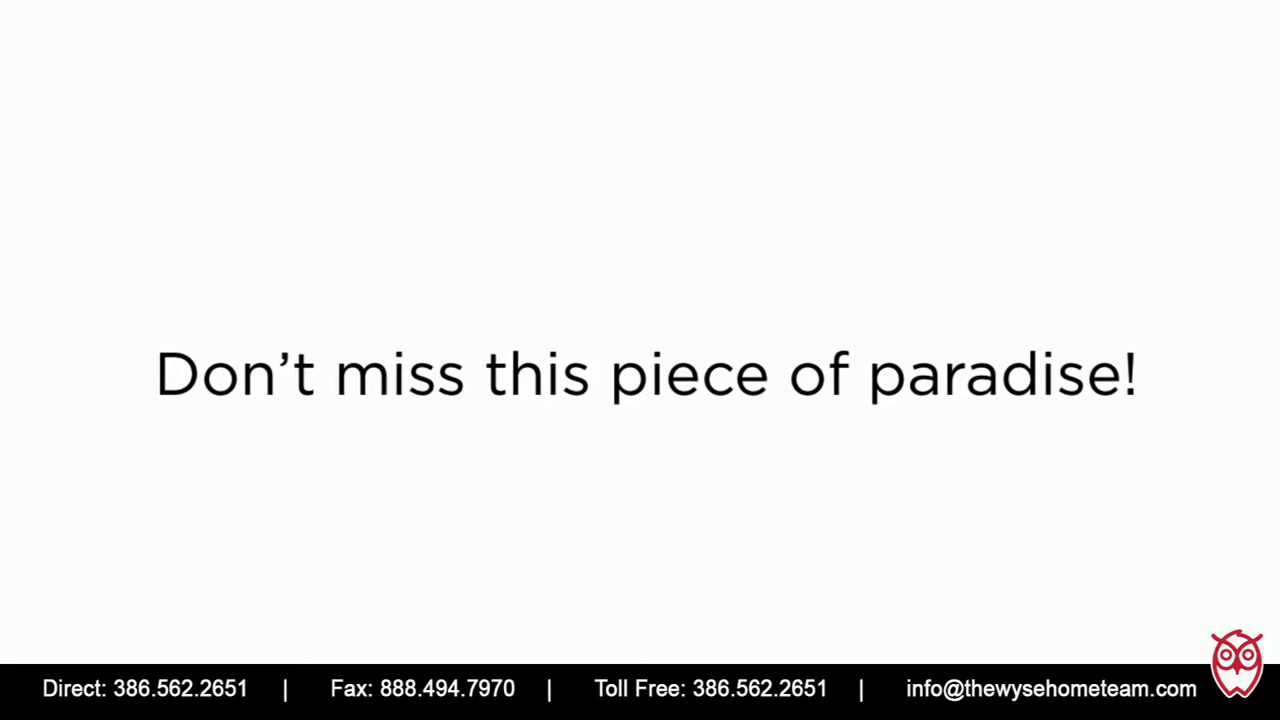 Don’t miss this piece of paradise!
Direct: 386.562.2651 | Fax: 888.494.7970 | Toll Free: 386.562.2651 | info@thewysehometeam.com